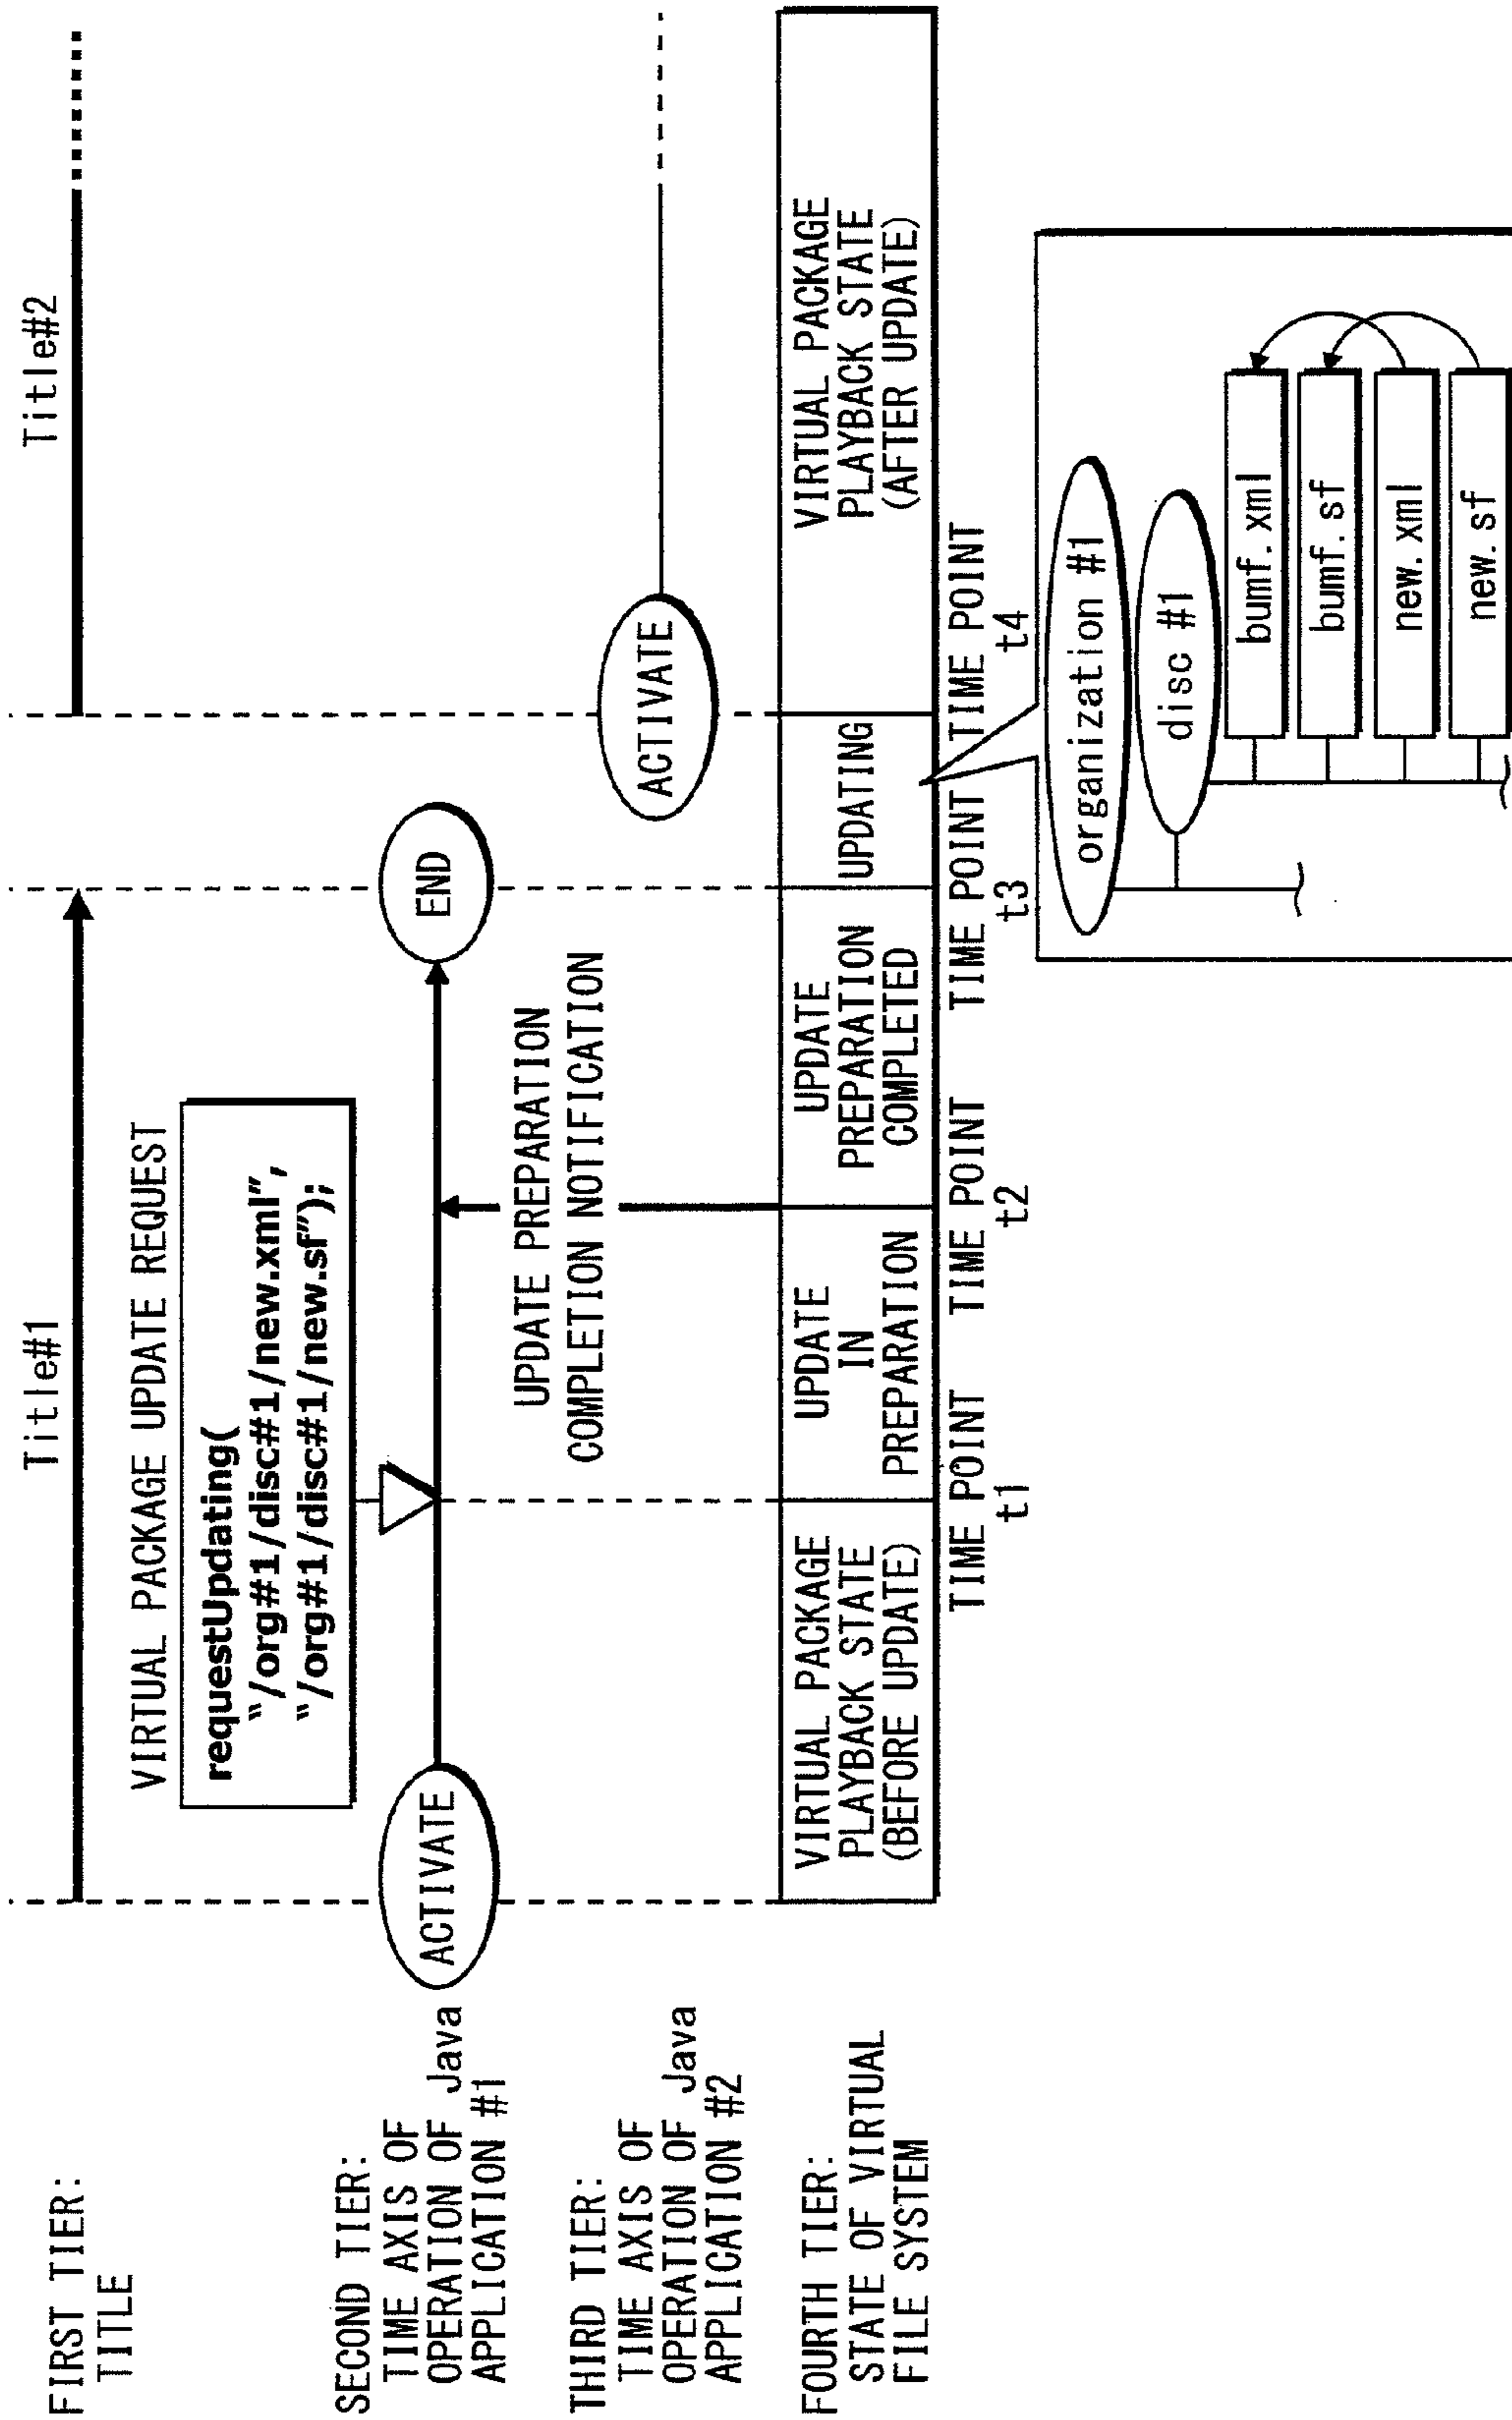 FIRST TIER:
TITLE
Title#1
Title#2
VIRTUAL PACKAGE UPDATE REQUEST
requestUpdating(
“/org#1/disc#1/new.xml”,
“/org#1/disc#1/new.sf”);
SECOND TIER:
TIME AXIS OF
OPERATION OF Java
APPLICATION #1
ACTIVATE
END
UPDATE PREPARATION
COMPLETION NOTIFICATION
THIRD TIER:
TIME AXIS OF
OPERATION OF Java
APPLICATION #2
ACTIVATE
FOURTH TIER:
STATE OF VIRTUAL
FILE SYSTEM
VIRTUAL PACKAGE
PLAYBACK STATE
(BEFORE UPDATE)
UPDATE
IN
PREPARATION
UPDATE
PREPARATION
COMPLETED
UPDATING
VIRTUAL PACKAGE
PLAYBACK STATE
(AFTER UPDATE)
TIME POINT
t1
TIME POINT
t2
TIME POINT
t3
TIME POINT
t4
organization #1
disc #1
bumf.xml
bumf.sf
new.xml
new.sf